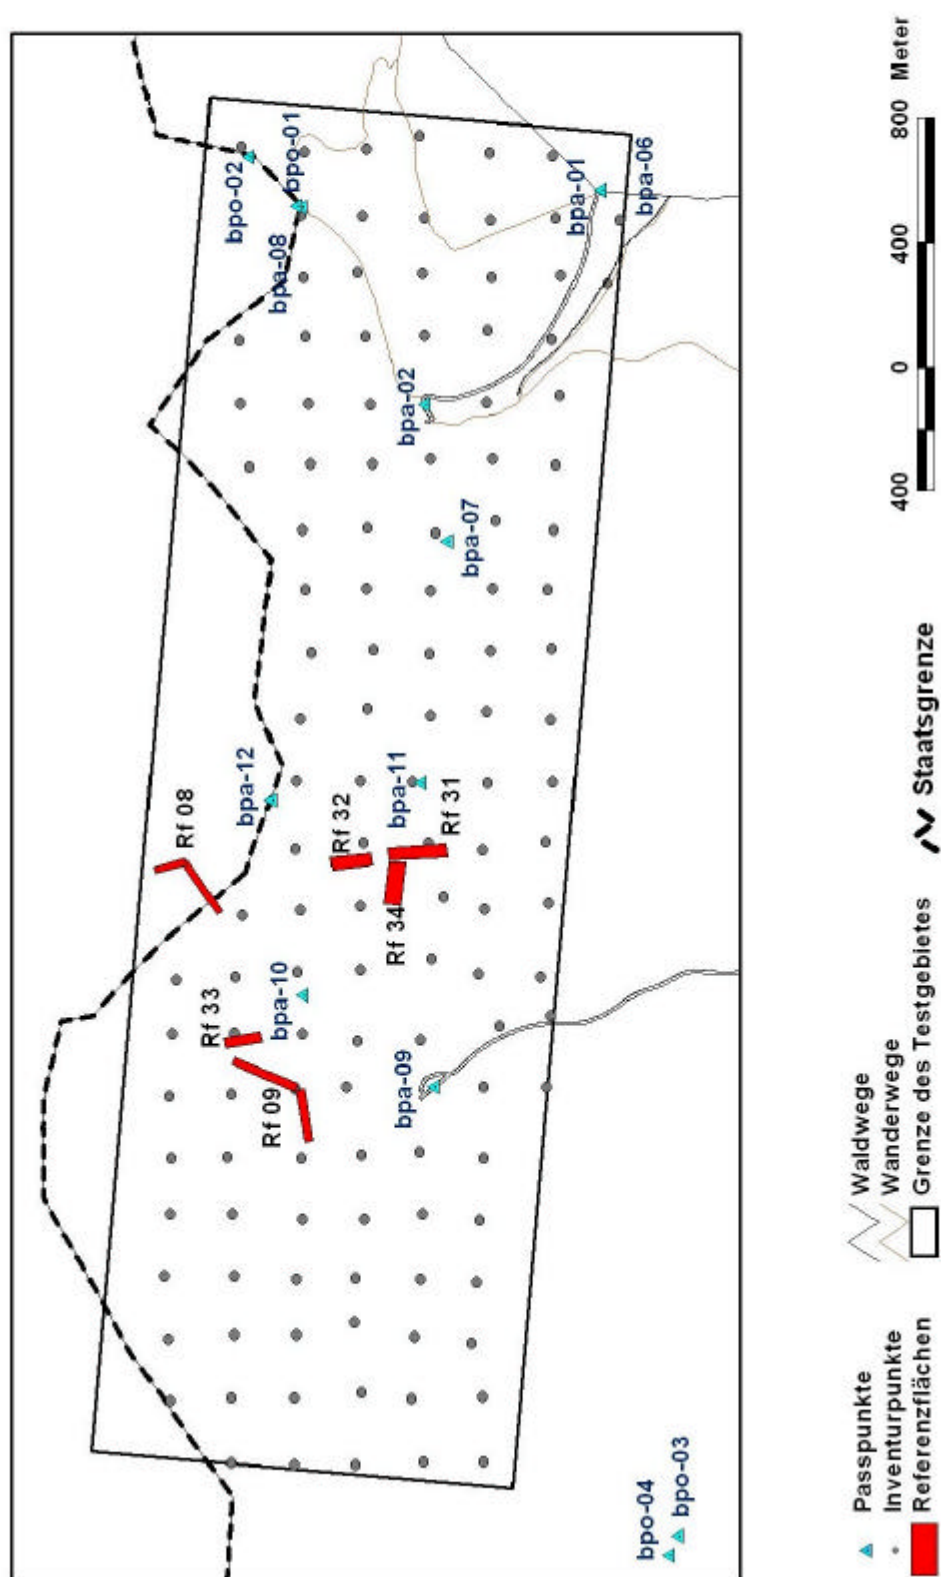 bpo-02
bpo-01
bpa-08
bpa-01
bpa-06
bpa-02
bpa-07
bpa-12
bpa-11
Rf 08
Rf 32
Rf 31
Rf 34
bpa-10
Rf 33
bpa-09
Rf 09
bpo-04
bpo-03
Passpunkte
Inventurpunkte
Referenzflächen
Waldwege
Wanderwege
Grenze des Testgebietes
Staatsgrenze
400 0 400 800 Meter